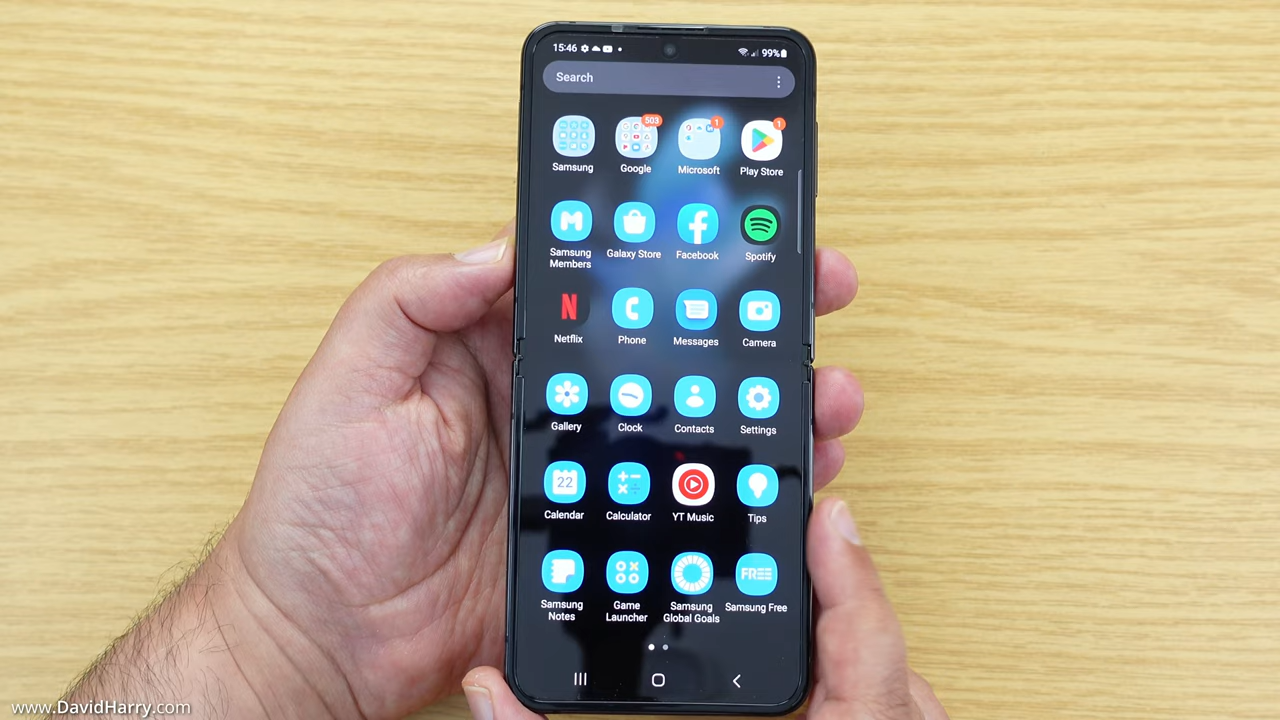 15:46
99%
Search
503
1
1
Samsung
Google
Microsoft
Play Store
Samsung
Members
Galaxy Store
Facebook
Spotify
N
Netflix
Phone
Messages
Camera
Gallery
Clock
Contacts
Settings
22
Calendar
Calculator
YT Music
Tips
Samsung
Notes
Game
Launcher
Samsung
Global Goals
FREE
Samsung Free
www.DavidHarry.com